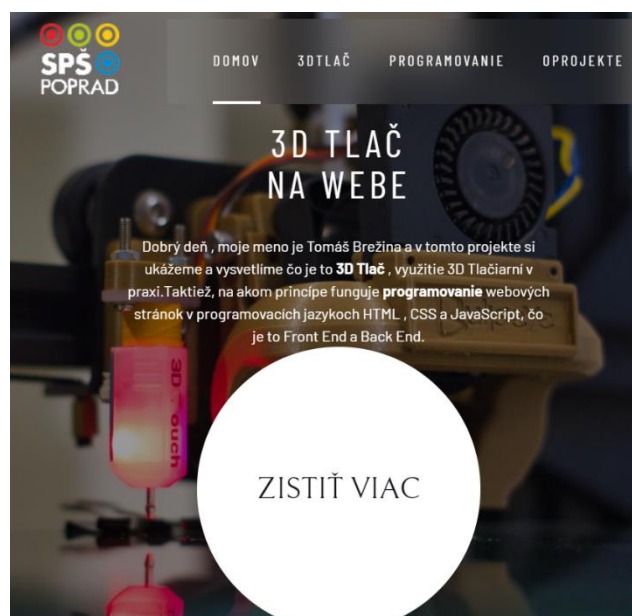 SPŠ
POPRAD
DOMOV 3DTLAČ PROGRAMOVANIE OPROJEKTE
3D TLAČ
NA WEBE
Dobrý deň , moje meno je Tomáš Brežina a v tomto projekte si
ukážeme a vysvetlíme čo je to 3D Tlač , využitie 3D Tlačiarní v
praxi.Taktiež, na akom princípe funguje programovanie webových
stránok v programovacích jazykoch HTML , CSS a JavaScript, čo
je to Front End a Back End.
3D Touch
ZISTIŤ VIAC